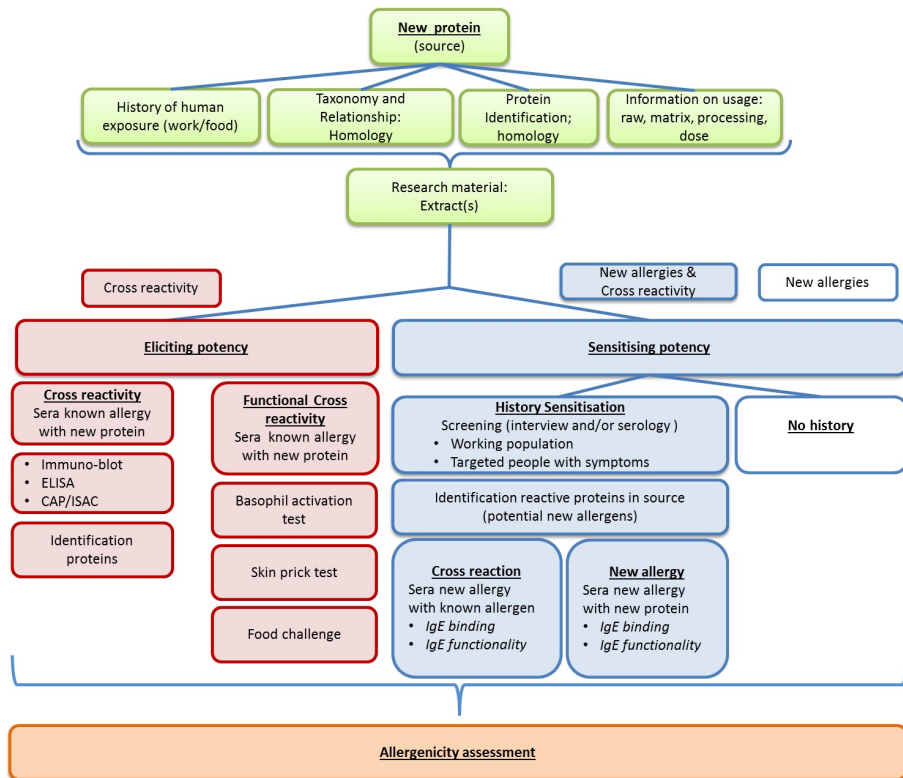 New protein
(source)
History of human
exposure (work/food)
Taxonomy and
Relationship:
Homology
Protein
Identification;
homology
Information on usage:
raw, matrix, processing,
dose
Research material:
Extract(s)
Cross reactivity
New allergies &
Cross reactivity
New allergies
Eliciting potency
Sensitising potency
Cross reactivity
Sera known allergy
with new protein
• Immuno-blot
• ELISA
• CAP/ISAC
Identification
proteins
Functional Cross
reactivity
Sera known allergy
with new protein
Basophil activation
test
Skin prick test
Food challenge
History Sensitisation
Screening (interview and/or serology )
• Working population
• Targeted people with symptoms
No history
Identification reactive proteins in source
(potential new allergens)
Cross reaction
Sera new allergy
with known allergen
• IgE binding
• IgE functionality
New allergy
Sera new allergy
with new protein
• IgE binding
• IgE functionality
Allergenicity assessment